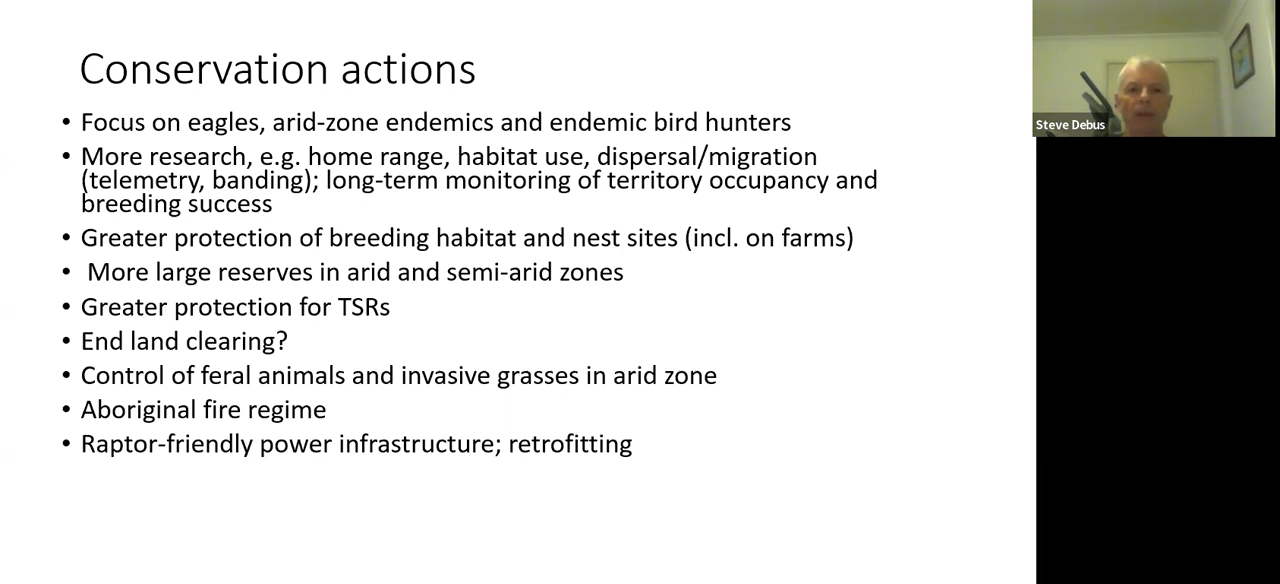 Conservation actions
• Focus on eagles, arid-zone endemics and endemic bird hunters
• More research, e.g. home range, habitat use, dispersal/migration
(telemetry, banding); long-term monitoring of territory occupancy and
breeding success
• Greater protection of breeding habitat and nest sites (incl. on farms)
• More large reserves in arid and semi-arid zones
• Greater protection for TSRs
• End land clearing?
• Control of feral animals and invasive grasses in arid zone
• Aboriginal fire regime
• Raptor-friendly power infrastructure; retrofitting
Steve Debus